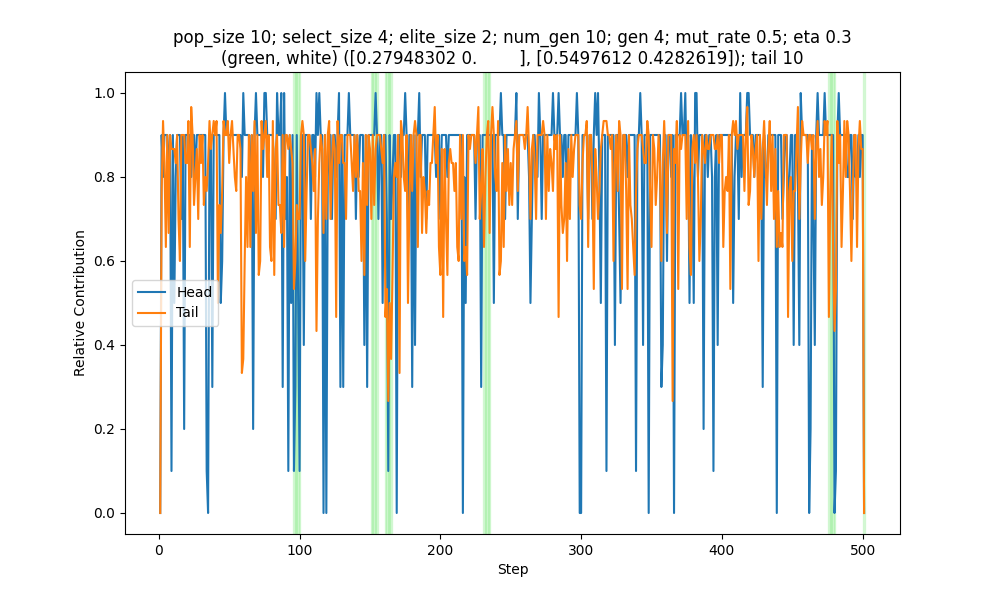 pop_size 10; select_size 4; elite_size 2; num_gen 10; gen 4; mut_rate 0.5; eta 0.3
(green, white) ([0.27948302 0.        ], [0.5497612 0.4282619]); tail 10
1.0
0.8
0.6
0.4
0.2
0.0
Relative Contribution
Head
Tail
0
100
200
300
400
500
Step